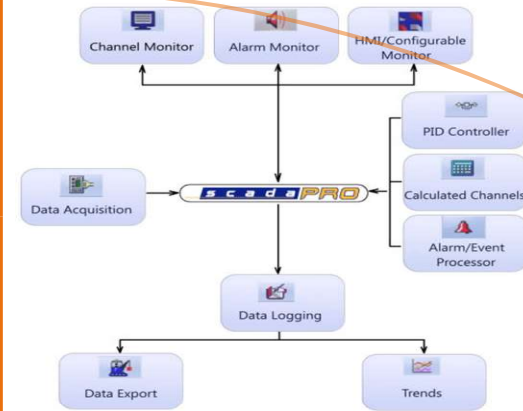 Channel Monitor
Alarm Monitor
HMI/Configurable
Monitor
PID Controller
Data Acquisition
scadaPRO
Calculated Channels
Alarm/Event
Processor
Data Logging
Data Export
Trends